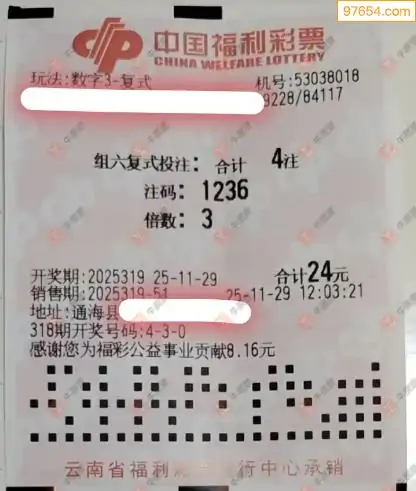 97654.com
中国福利彩票
CHINA WELFARE LOTTERY
玩法:数字3-复式
机号:53038018
9228/84117
组六复式投注: 合计 4注
注码: 1236
倍数: 3
开奖期:2025319 25-11-29 合计24元
销售期:2025319-51 25-11-29 12:03:21
地址:通海县
318期开奖号码:4-3-0
感谢您为福彩公益事业贡献8.16元
云南省福利彩 行中心承销